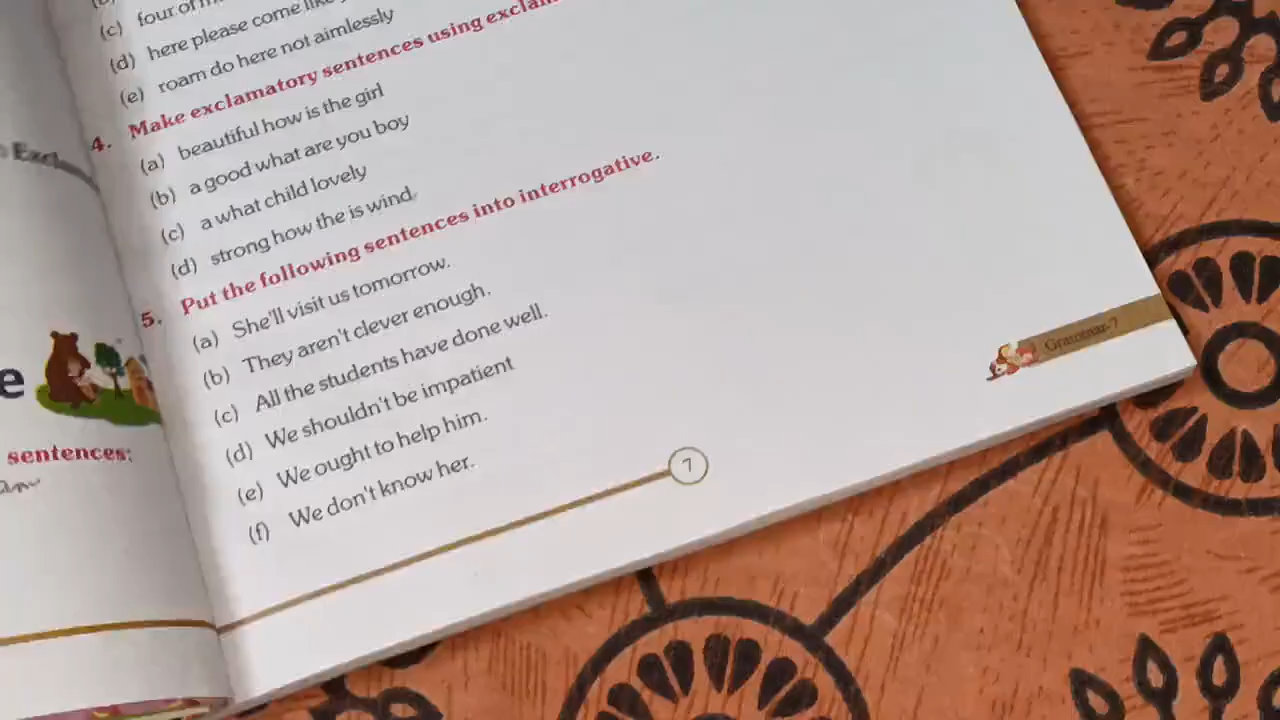 (c) four of
(d) here please come like
(e) roam do here not aimlessly
4. Make exclamatory sentences using
(a) beautiful how is the girl
(b) a good what are you boy
(c) a what child lovely
(d) strong how the is wind.
5. Put the following sentences into interrogative.
(a) She'll visit us tomorrow.
(b) They aren't clever enough.
(c) All the students have done well.
(d) We shouldn't be impatient
(e) We ought to help him.
(f) We don't know her.
7
Grammar-7
e
sentences: